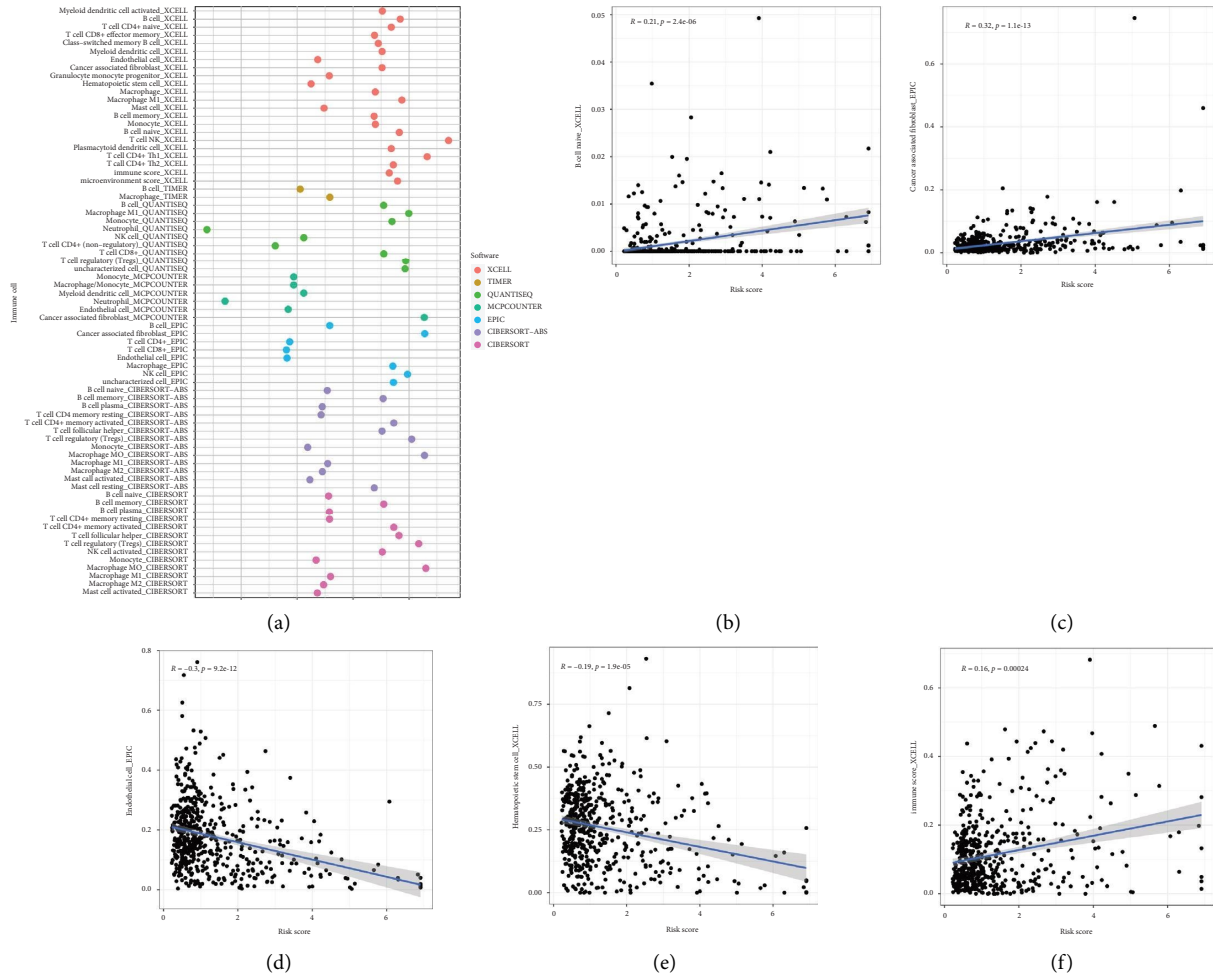 Immune cell
Myeloid dendritic cell activated_XCELL
B cell_XCELL
T cell CD4+ naive_XCELL
T cell CD8+ effector memory_XCELL
Class-switched memory B cell_XCELL
Myeloid dendritic cell_XCELL
Endothelial cell_XCELL
Cancer associated fibroblast_XCELL
Granulocyte monocyte progenitor_XCELL
Hematopoietic stem cell_XCELL
Macrophage_XCELL
Macrophage M1_XCELL
Mast cell_XCELL
B cell memory_XCELL
Monocyte_XCELL
B cell naive_XCELL
T cell NK_XCELL
Plasmacytoid dendritic cell_XCELL
T cell CD4+ Th1_XCELL
T call CD4+ Th2_XCELL
immune score_XCELL
microenvironment score_XCELL
B cell_TIMER
Macrophage_TIMER
B cell_QUANTISEQ
Macrophage M1_QUANTISEQ
Monocyte_QUANTISEQ
Neutrophil_QUANTISEQ
NK cell_QUANTISEQ
T cell CD4+ (non-regulatory)_QUANTISEQ
T cell CD8+_QUANTISEQ
T cell regulatory (Tregs)_QUANTISEQ
uncharacterized cell_QUANTISEQ
Monocyte_MCPCOUNTER
Macrophage/Monocyte_MCPCOUNTER
Myeloid dendritic cell_MCPCOUNTER
Neutrophil_MCPCOUNTER
Endothelial cell_MCPCOUNTER
Cancer associated fibroblast_MCPCOUNTER
B cell_EPIC
Cancer associated fibroblast_EPIC
T cell CD4+_EPIC
T cell CD8+_EPIC
Endothelial cell_EPIC
Macrophage_EPIC
NK cell_EPIC
uncharacterized cell_EPIC
B cell naive_CIBERSORT-ABS
B cell memory_CIBERSORT-ABS
B cell plasma_CIBERSORT-ABS
T cell CD4 memory resting_CIBERSORT-ABS
T cell CD4+ memory activated_CIBERSORT-ABS
T cell follicular helper_CIBERSORT-ABS
T cell regulatory (Tregs)_CIBERSORT-ABS
Monocyte_CIBERSORT-ABS
Macrophage MO_CIBERSORT-ABS
Macrophage M1_CIBERSORT-ABS
Macrophage M2_CIBERSORT-ABS
Mast call activated_CIBERSORT-ABS
Mast cell resting_CIBERSORT-ABS
B cell naive_CIBERSORT
B cell memory_CIBERSORT
B cell plasma_CIBERSORT
T cell CD4+ memory resting_CIBERSORT
T cell CD4+ memory activated_CIBERSORT
T cell follicular helper_CIBERSORT
T cell regulatory (Tregs)_CIBERSORT
NK cell activated_CIBERSORT
Monocyte_CIBERSORT
Macrophage MO_CIBERSORT
Macrophage M1_CIBERSORT
Macrophage M2_CIBERSORT
Mast cell activated_CIBERSORT
Software
XCELL
TIMER
QUANTISEQ
MCPCOUNTER
EPIC
CIBERSORT-ABS
CIBERSORT
(a)
R = 0.21, p = 2.4e-06
B cell naive_XCELL
0.05
0.04
0.03
0.02
0.01
0.00
0 2 4 6
Risk score
(b)
R = 0.32, p = 1.1e-13
Cancer associated fibroblast_EPIC
0.6
0.4
0.2
0.0
0 2 4 6
Risk score
(c)
R = -0.3, p = 9.2e-12
Endothelial cell_EPIC
0.8
0.6
0.4
0.2
0.0
0 2 4 6
Risk score
(d)
R = -0.19, p = 1.9e-05
Hematopoietic stem cell_XCELL
0.75
0.50
0.25
0.00
0 2 4 6
Risk score
(e)
R = 0.16, p = 0.00024
immune score_XCELL
0.6
0.4
0.2
0.0
0 2 4 6
Risk score
(f)